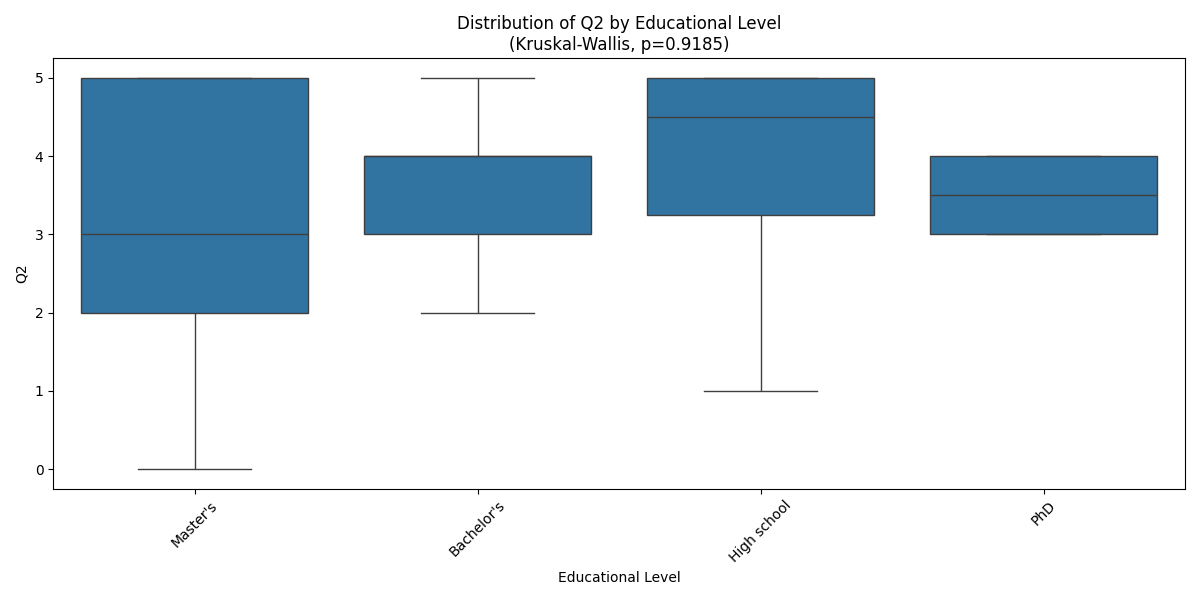 Distribution of Q2 by Educational Level
(Kruskal-Wallis, p=0.9185)
5
4
3
2
1
0
Q2
Master's
Bachelor's
High school
PhD
Educational Level